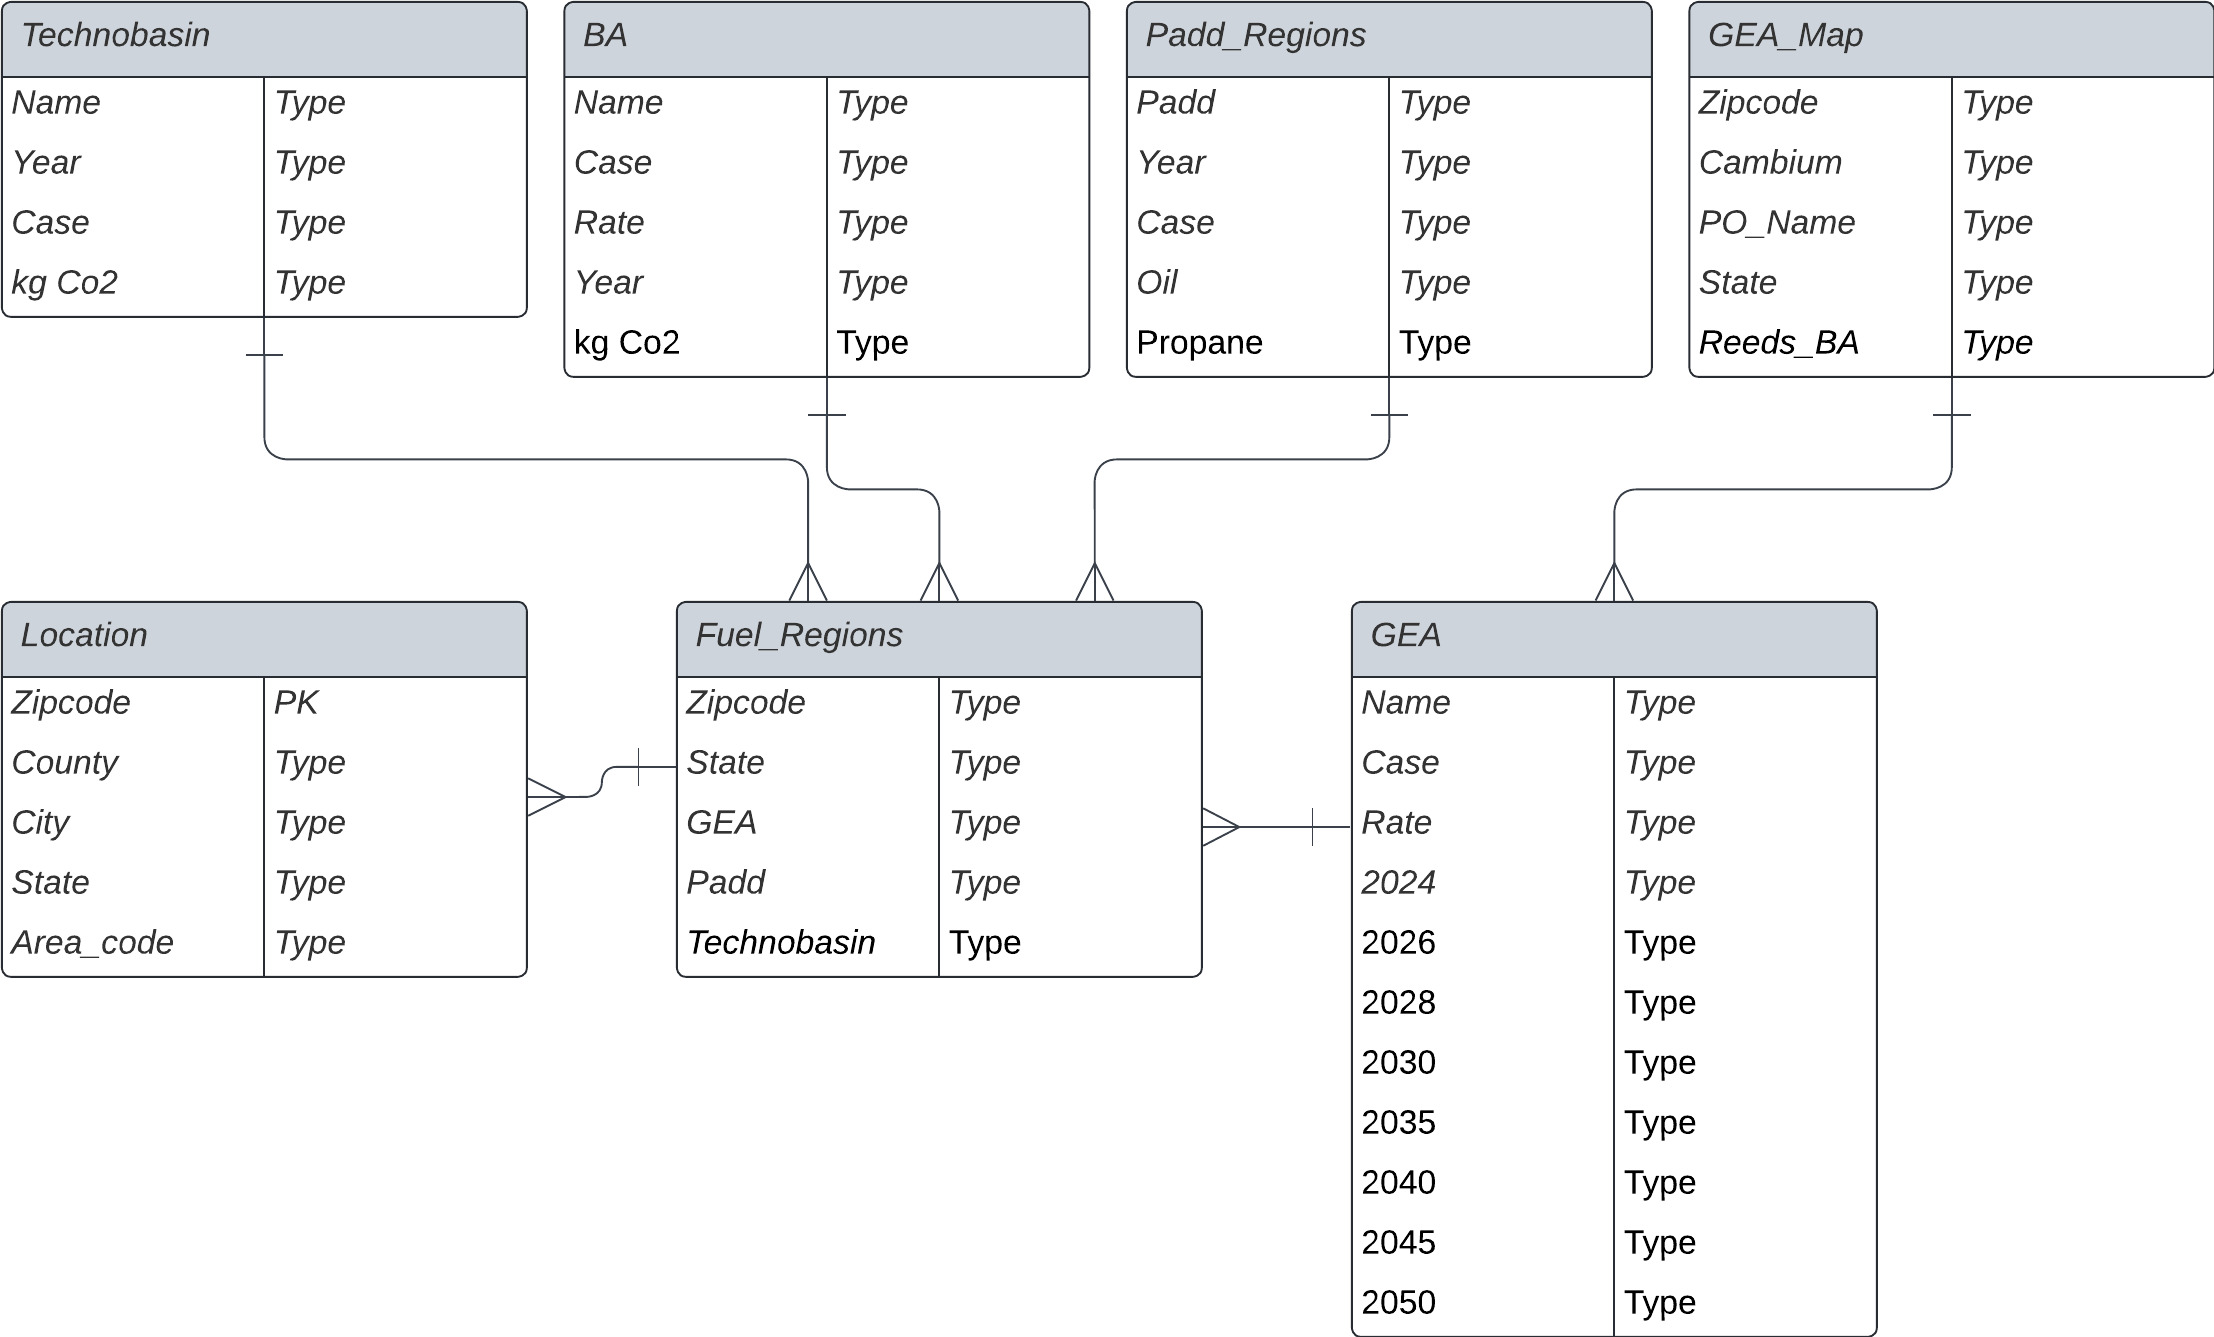 Technobasin
Name Type
Year Type
Case Type
kg Co2 Type
BA
Name Type
Case Type
Rate Type
Year Type
kg Co2 Type
Padd_Regions
Padd Type
Year Type
Case Type
Oil Type
Propane Type
GEA_Map
Zipcode Type
Cambium Type
PO_Name Type
State Type
Reeds_BA Type
Location
Zipcode PK
County Type
City Type
State Type
Area_code Type
Fuel_Regions
Zipcode Type
State Type
GEA Type
Padd Type
Technobasin Type
GEA
Name Type
Case Type
Rate Type
2024 Type
2026 Type
2028 Type
2030 Type
2035 Type
2040 Type
2045 Type
2050 Type